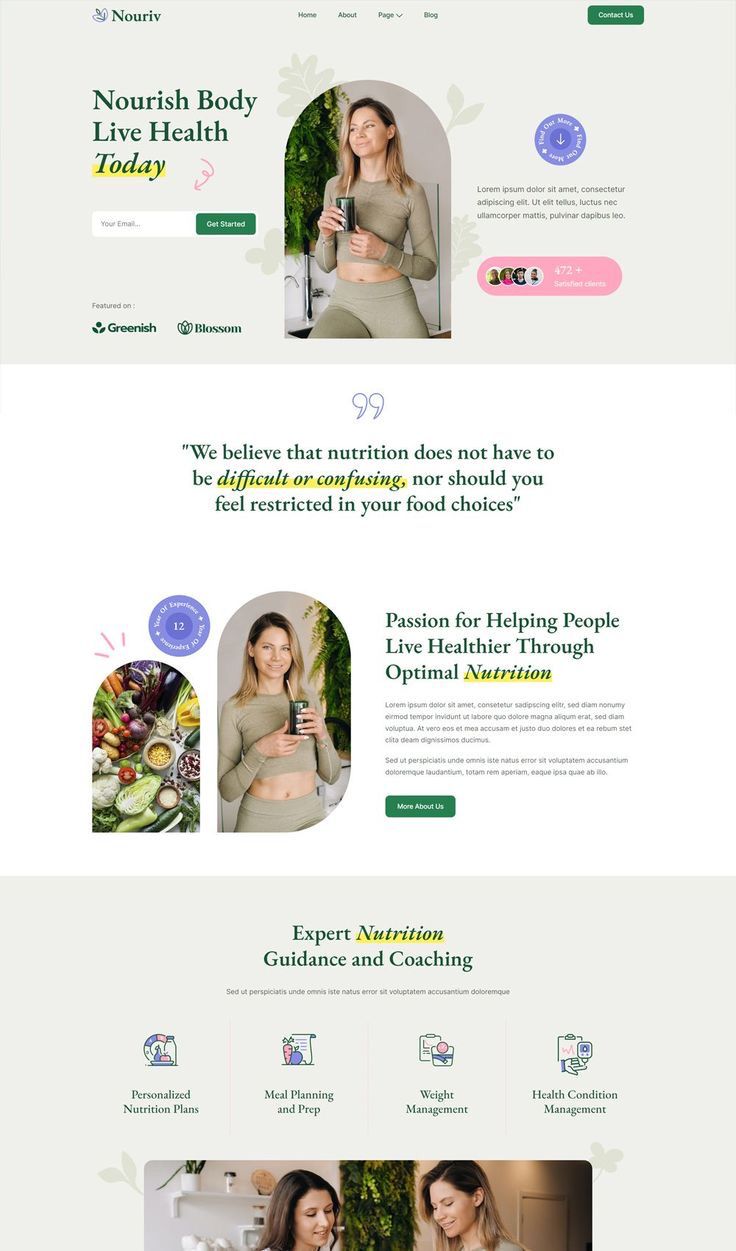 Nouriv
Home About Page Blog
Contact Us
Nourish Body
Live Health
Today
Your Email...
Get Started
Featured on :
Greenish
Blossom
Find Out More ✦ Find Out More ✦
Lorem ipsum dolor sit amet, consectetur
adipiscing elit. Ut elit tellus, luctus nec
ullamcorper mattis, pulvinar dapibus leo.
472 +
Satisfied clients
"We believe that nutrition does not have to
be difficult or confusing, nor should you
feel restricted in your food choices"
Year Of Experience ✦ Year Of Experience ✦
12
Passion for Helping People
Live Healthier Through
Optimal Nutrition
Lorem ipsum dolor sit amet, consetetur sadipscing elitr, sed diam nonumy
eirmod tempor invidunt ut labore quo dolore magna aliqum erat, sed diam
voluptua. At vero eos et mea accusam et justo duo dolores et ea rebum stet
clita deam dignissimos ducimus.
Sed ut perspiciatis unde omnis iste natus error sit voluptatem accusantium
doloremque laudantium, totam rem aperiam, eaque ipsa quae ab illo.
More About Us
Expert Nutrition
Guidance and Coaching
Sed ut perspiciatis unde omnis iste natus error sit voluptatem accusantium doloremque
Personalized
Nutrition Plans
Meal Planning
and Prep
Weight
Management
Health Condition
Management